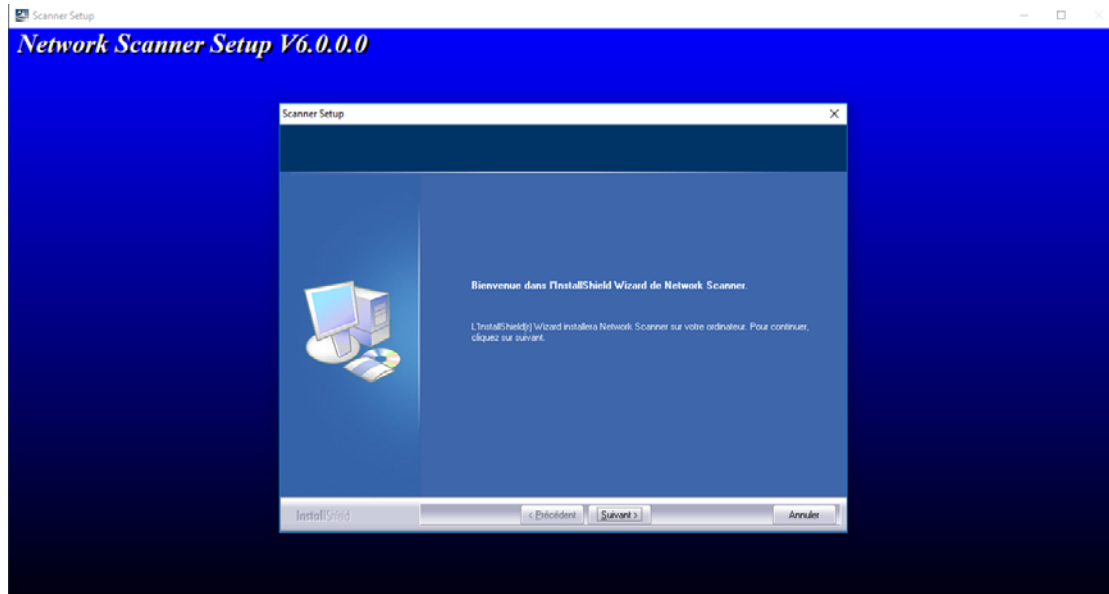 Scanner Setup
Network Scanner Setup V6.0.0.0
Scanner Setup
Bienvenue dans l'InstallShield Wizard de Network Scanner.
L'InstallShield(r) Wizard installera Network Scanner sur votre ordinateur. Pour continuer,
cliquez sur suivant.
InstallShield
< Précédent Suivant > Annuler